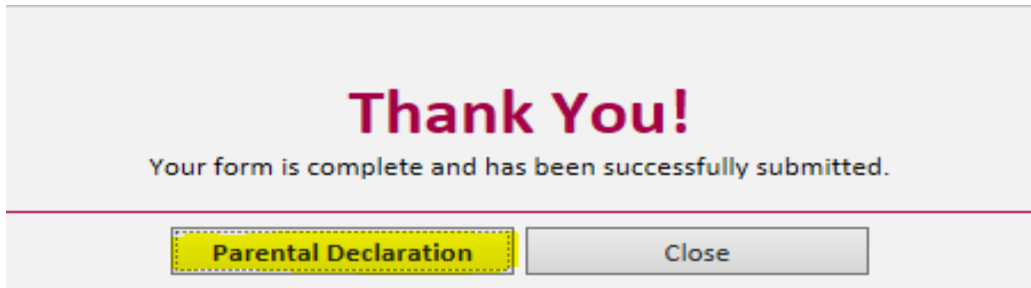 Thank You!
Your form is complete and has been successfully submitted.
Parental Declaration
Close